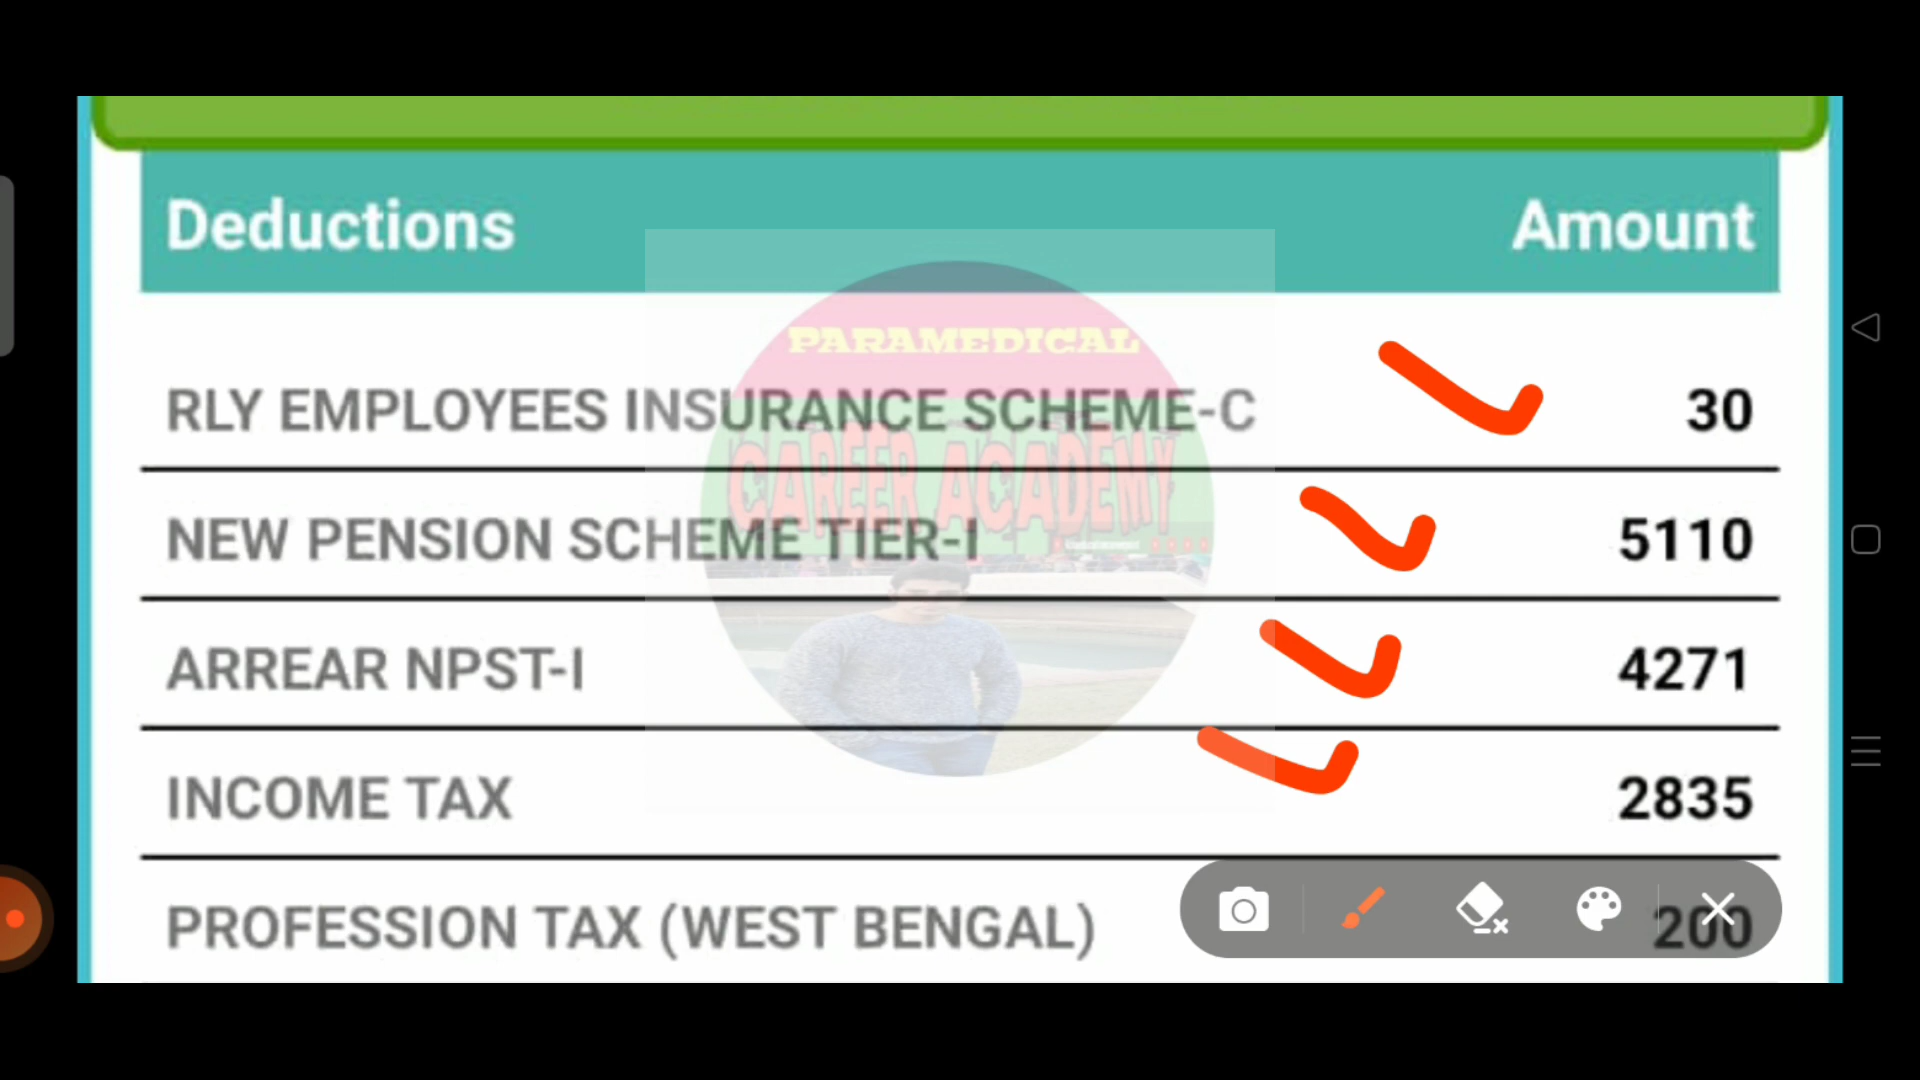 Deductions Amount
PARAMEDICAL
RLY EMPLOYEES INSURANCE SCHEME-C 30
CAREER ACADEMY
NEW PENSION SCHEME TIER-I 5110
ARREAR NPST-I 4271
INCOME TAX 2835
PROFESSION TAX (WEST BENGAL) 200